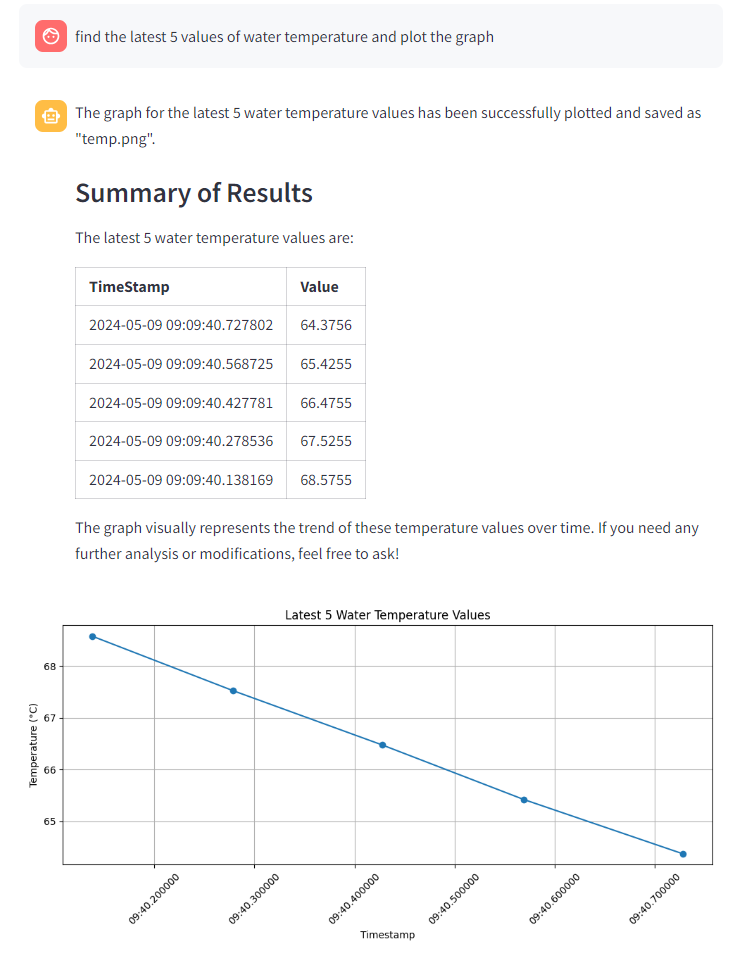 find the latest 5 values of water temperature and plot the graph
The graph for the latest 5 water temperature values has been successfully plotted and saved as
"temp.png".
Summary of Results
The latest 5 water temperature values are:
TimeStamp Value
2024-05-09 09:09:40.727802 64.3756
2024-05-09 09:09:40.568725 65.4255
2024-05-09 09:09:40.427781 66.4755
2024-05-09 09:09:40.278536 67.5255
2024-05-09 09:09:40.138169 68.5755
The graph visually represents the trend of these temperature values over time. If you need any
further analysis or modifications, feel free to ask!
Latest 5 Water Temperature Values
Temperature (°C)
68
67
66
65
09:40.200000
09:40.300000
09:40.400000
09:40.500000
09:40.600000
09:40.700000
Timestamp